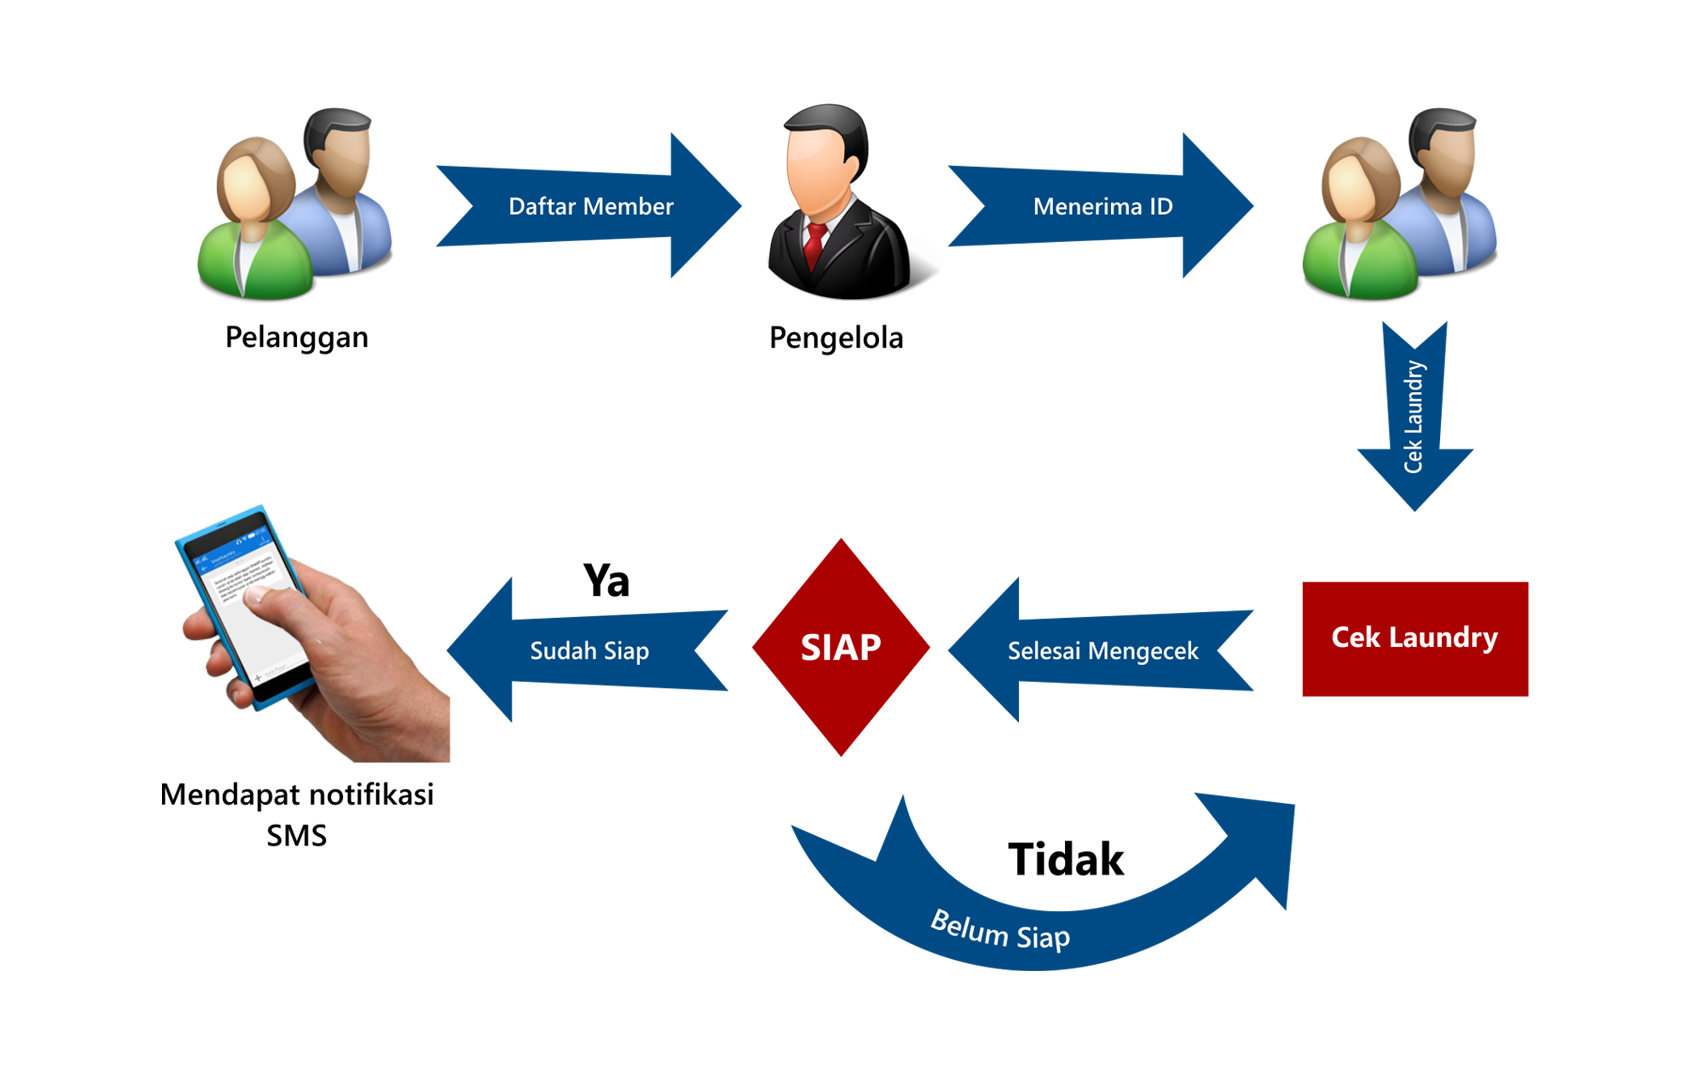 Daftar Member
Menerima ID
Pelanggan
Pengelola
Cek Laundry
Ya
Sudah Siap
SIAP
Selesai Mengecek
Cek Laundry
Mendapat notifikasi
SMS
Tidak
Belum Siap